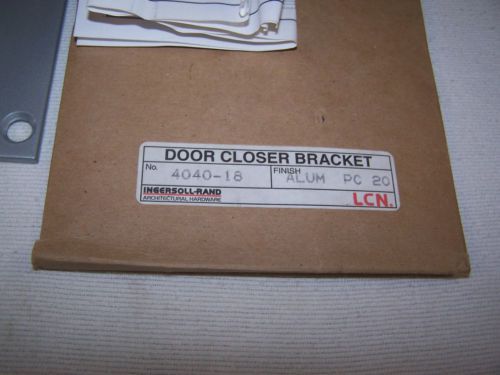 DOOR CLOSER BRACKET
No. 4040-18 FINISH ALUM PC 20
INGERSOLL-RAND
ARCHITECTURAL HARDWARE
LCN.